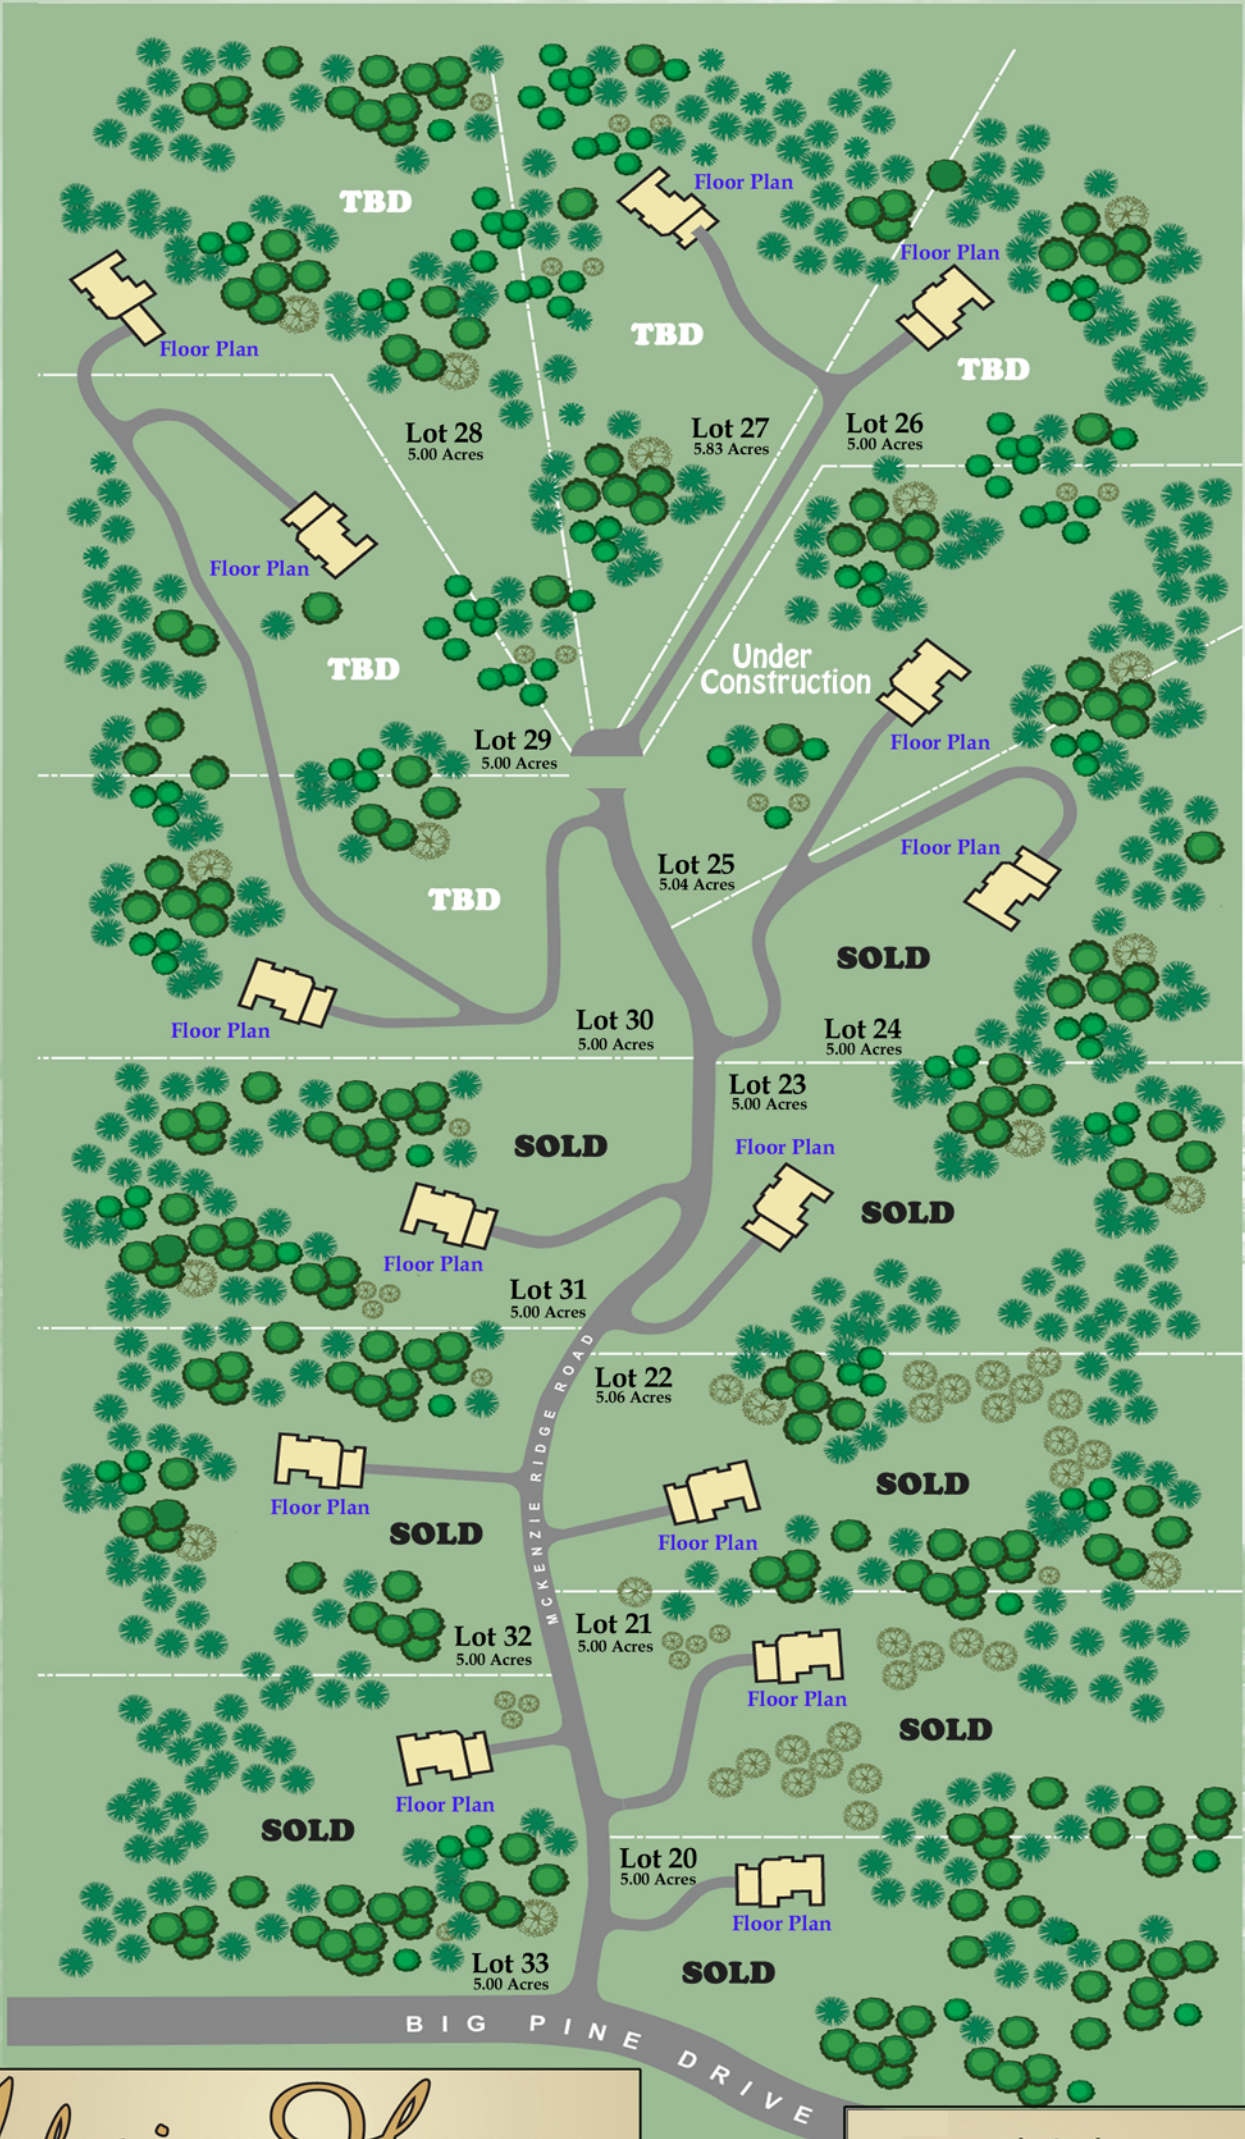 TBD
Floor Plan
Floor Plan
TBD
Floor Plan
TBD
Lot 28
5.00 Acres
Lot 27
5.83 Acres
Lot 26
5.00 Acres
Floor Plan
TBD
Under
Construction
Floor Plan
Lot 29
5.00 Acres
Floor Plan
Lot 25
5.04 Acres
TBD
SOLD
Floor Plan
Lot 30
5.00 Acres
Lot 24
5.00 Acres
Lot 23
5.00 Acres
SOLD
Floor Plan
SOLD
Floor Plan
Lot 31
5.00 Acres
MCKENZIE RIDGE ROAD
Lot 22
5.06 Acres
SOLD
Floor Plan
SOLD
Floor Plan
Lot 32
5.00 Acres
Lot 21
5.00 Acres
Floor Plan
SOLD
Floor Plan
SOLD
Lot 20
5.00 Acres
Floor Plan
Lot 33
5.00 Acres
SOLD
BIG PINE DRIVE